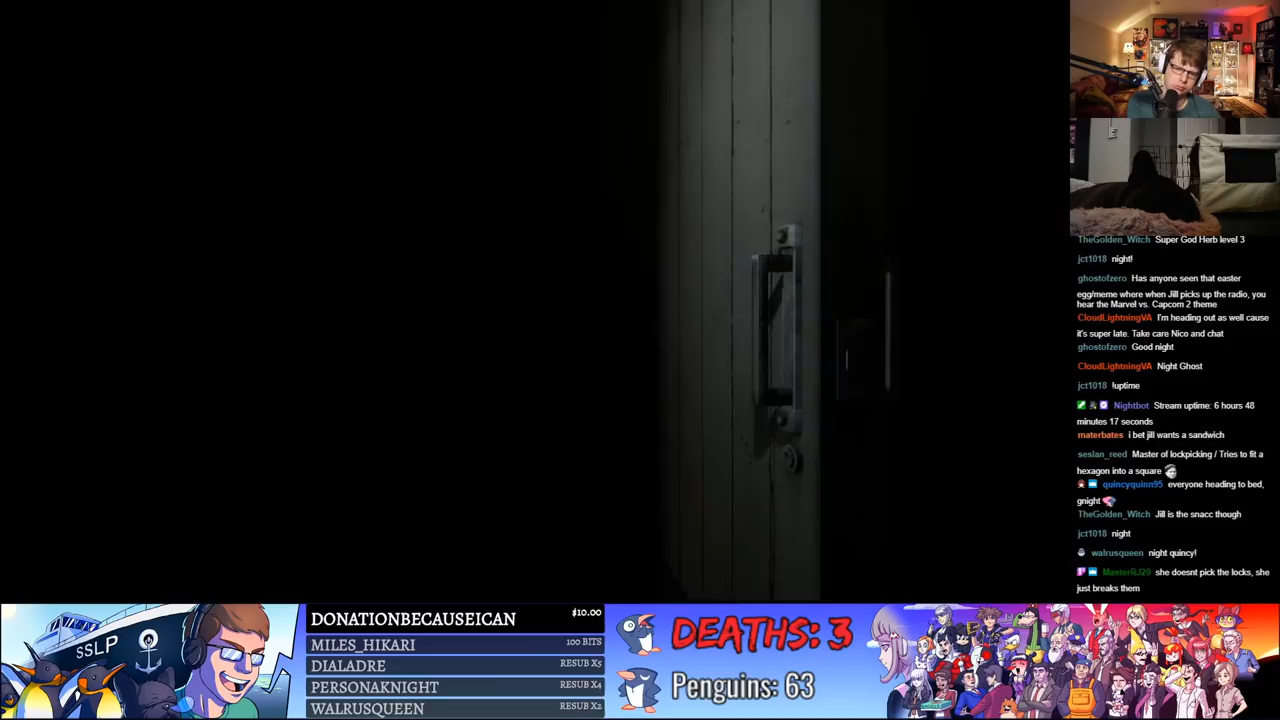 TheGolden_Witch Super God Herb level 3
jct1018 night!
ghostofzero Has anyone seen that easter
egg/meme where when Jill picks up the radio, you
hear the Marvel vs. Capcom 2 theme
CloudLightningVA I'm heading out as well cause
it's super late. Take care Nico and chat
ghostofzero Good night
CloudLightningVA Night Ghost
jct1018 !uptime
Nightbot Stream uptime: 6 hours 48
minutes 17 seconds
materbates i bet jill wants a sandwich
seslan_reed Master of lockpicking / Tries to fit a
hexagon into a square
quincyquinn95 everyone heading to bed,
gnight
TheGolden_Witch Jill is the snacc though
jct1018 night
walrusqueen night quincy!
MasterRJ20 she doesnt pick the locks, she
just breaks them
SSLP
DONATIONBECAUSEICAN $10.00
MILES_HIKARI 100 BITS
DIALADRE RESUB X5
PERSONAKNIGHT RESUB X4
WALRUSQUEEN RESUB X2
DEATHS: 3
Penguins: 63